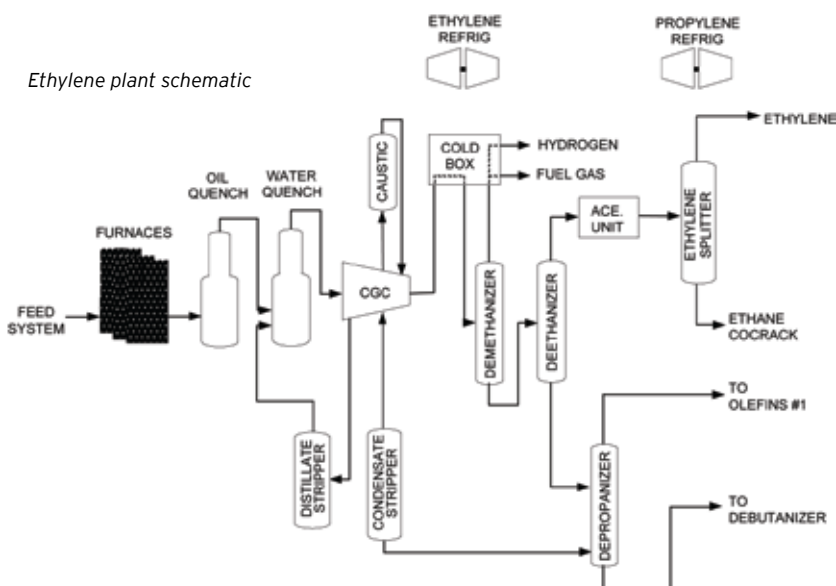 ETHYLENE
REFRIG
PROPYLENE
REFRIG
Ethylene plant schematic
ETHYLENE
HYDROGEN
COLD
BOX
FUEL GAS
CAUSTIC
OIL
QUENCH
WATER
QUENCH
ACE.
UNIT
ETHYLENE
SPLITTER
FURNACES
CGC
FEED
SYSTEM
DEMETHANIZER
DEETHANIZER
ETHANE
COCRACK
TO
OLEFINS #1
DISTILLATE
STRIPPER
CONDENSATE
STRIPPER
DEPROPANIZER
TO
DEBUTANIZER